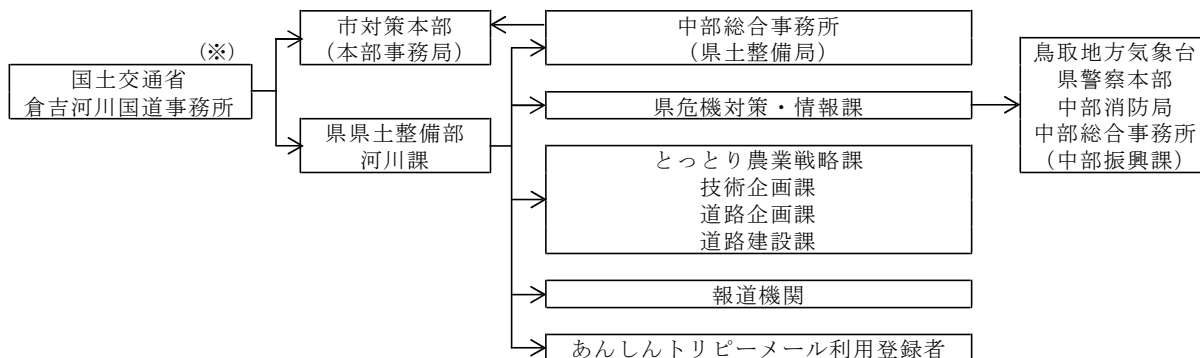 (※)
国土交通省
倉吉河川国道事務所
市対策本部
（本部事務局）
県県土整備部
河川課
中部総合事務所
（県土整備局）
県危機対策・情報課
とっとり農業戦略課
技術企画課
道路企画課
道路建設課
報道機関
あんしんトリピーメール利用登録者
鳥取地方気象台
県警察本部
中部消防局
中部総合事務所
（中部振興課）